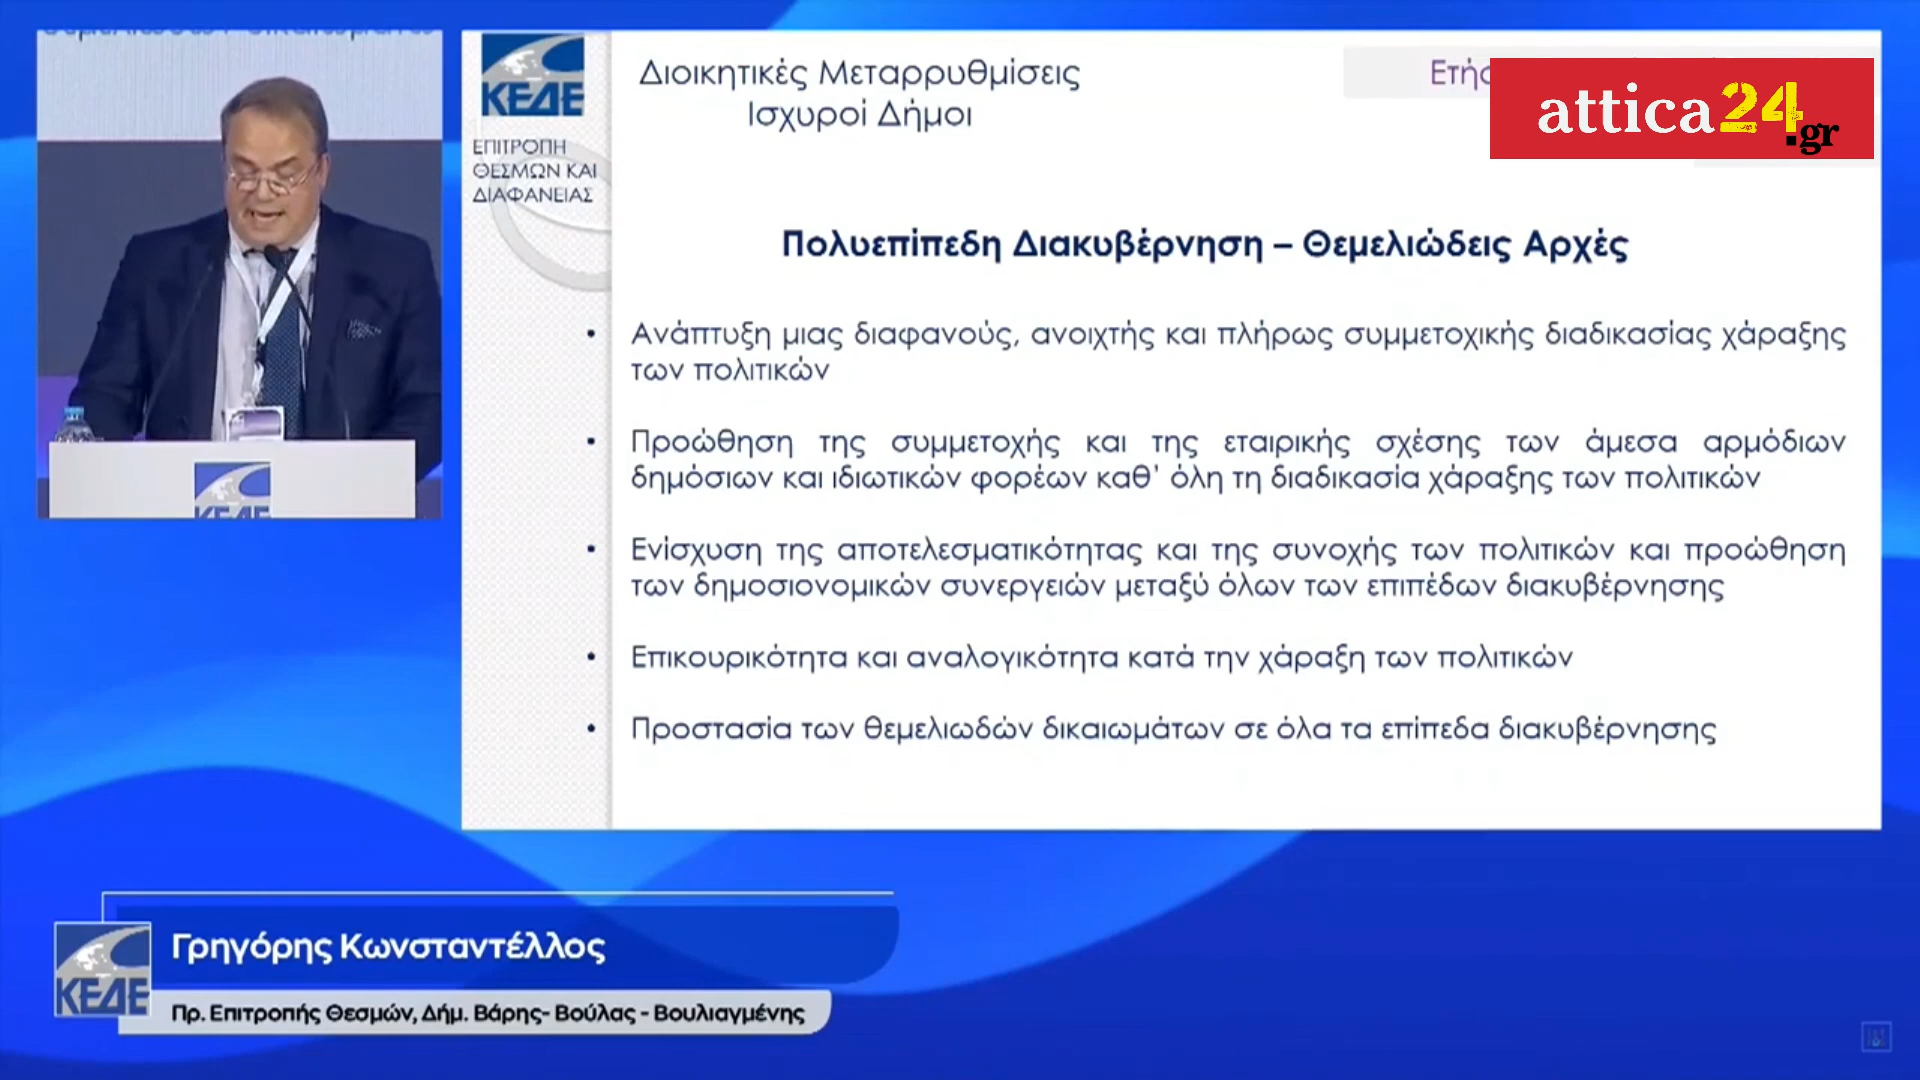 ΚΕΔΕ
ΕΠΙΤΡΟΠΗ
ΘΕΣΜΩΝ ΚΑΙ
ΔΙΑΦΑΝΕΙΑΣ
Διοικητικές Μεταρρυθμίσεις
Ισχυροί Δήμοι
attica24.gr
Πολυεπίπεδη Διακυβέρνηση – Θεμελιώδεις Αρχές
• Ανάπτυξη μιας διαφανούς, ανοιχτής και πλήρως συμμετοχικής διαδικασίας χάραξης
των πολιτικών
• Προώθηση της συμμετοχής και της εταιρικής σχέσης των άμεσα αρμόδιων
δημόσιων και ιδιωτικών φορέων καθ' όλη τη διαδικασία χάραξης των πολιτικών
• Ενίσχυση της αποτελεσματικότητας και της συνοχής των πολιτικών και προώθηση
των δημοσιονομικών συνεργειών μεταξύ όλων των επιπέδων διακυβέρνησης
• Επικουρικότητα και αναλογικότητα κατά την χάραξη των πολιτικών
• Προστασία των θεμελιωδών δικαιωμάτων σε όλα τα επίπεδα διακυβέρνησης
ΚΕΔΕ
ΚΕΔΕ
Γρηγόρης Κωνσταντέλλος
Πρ. Επιτροπής Θεσμών, Δήμ. Βάρης- Βούλας - Βουλιαγμένης